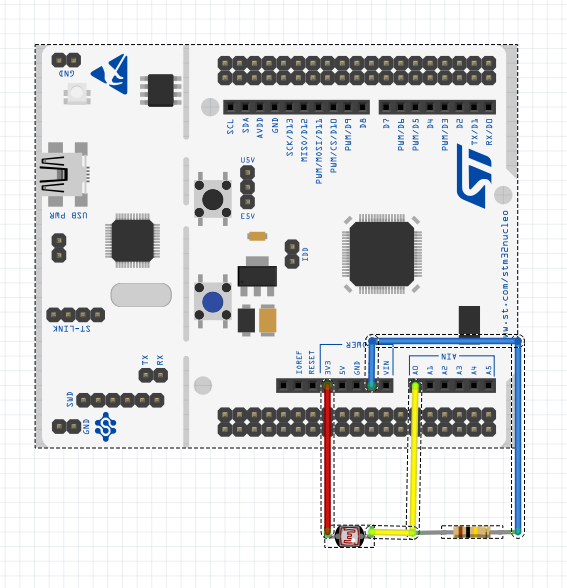 GND
SCL
SDA
AVDD
GND
SCK/D13
MISO/D12
PWM/MOSI/D11
PWM/CS/D10
PWM/D9
D8
D7
PWM/D6
PWM/D5
D4
PWM/D3
D2
TX/D1
RX/D0
U5V
E5V
USB PWR
IDD
ST-LINK
w.st.com/stm32nucleo
POWER
AIN
IOREF
RESET
3V3
5V
GND
VIN
A0
A1
A2
A3
A4
A5
TX
RX
SWD
GND